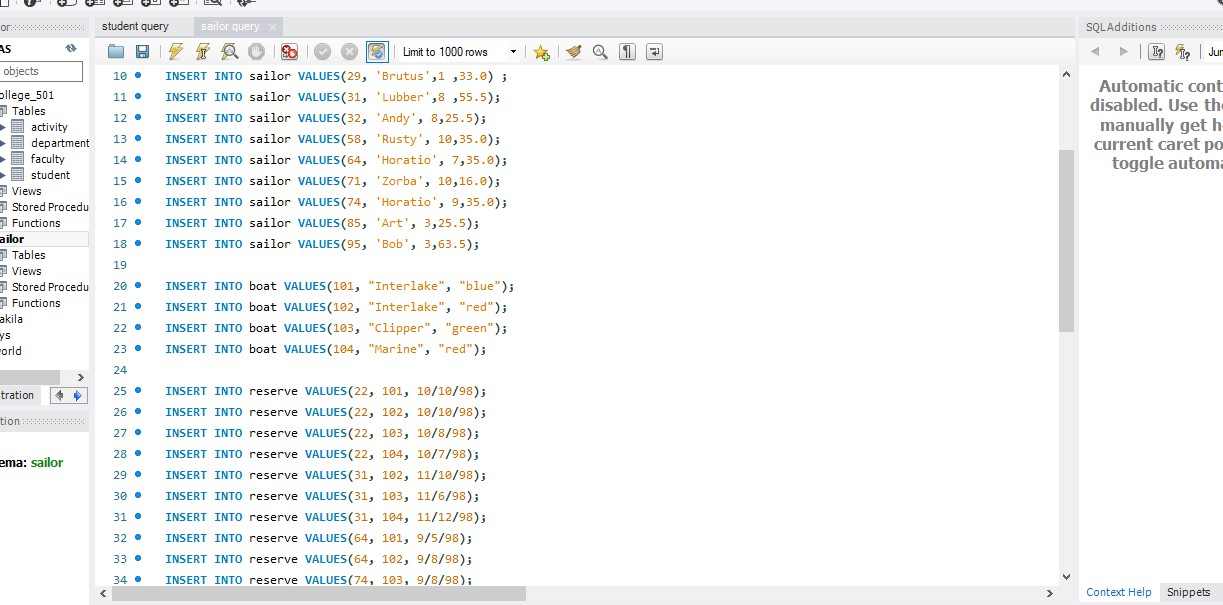 student query
sailor query
SQLAdditions
Limit to 1000 rows
objects
ollege_501
Tables
activity
department
faculty
student
Views
Stored Procedu
Functions
ailor
Tables
Views
Stored Procedu
Functions
akila
ys
orld
tration
tion
ema: sailor
10 INSERT INTO sailor VALUES(29, 'Brutus',1 ,33.0) ;
11 INSERT INTO sailor VALUES(31, 'Lubber',8 ,55.5);
12 INSERT INTO sailor VALUES(32, 'Andy', 8,25.5);
13 INSERT INTO sailor VALUES(58, 'Rusty', 10,35.0);
14 INSERT INTO sailor VALUES(64, 'Horatio', 7,35.0);
15 INSERT INTO sailor VALUES(71, 'Zorba', 10,16.0);
16 INSERT INTO sailor VALUES(74, 'Horatio', 9,35.0);
17 INSERT INTO sailor VALUES(85, 'Art', 3,25.5);
18 INSERT INTO sailor VALUES(95, 'Bob', 3,63.5);
19
20 INSERT INTO boat VALUES(101, "Interlake", "blue");
21 INSERT INTO boat VALUES(102, "Interlake", "red");
22 INSERT INTO boat VALUES(103, "Clipper", "green");
23 INSERT INTO boat VALUES(104, "Marine", "red");
24
25 INSERT INTO reserve VALUES(22, 101, 10/10/98);
26 INSERT INTO reserve VALUES(22, 102, 10/10/98);
27 INSERT INTO reserve VALUES(22, 103, 10/8/98);
28 INSERT INTO reserve VALUES(22, 104, 10/7/98);
29 INSERT INTO reserve VALUES(31, 102, 11/10/98);
30 INSERT INTO reserve VALUES(31, 103, 11/6/98);
31 INSERT INTO reserve VALUES(31, 104, 11/12/98);
32 INSERT INTO reserve VALUES(64, 101, 9/5/98);
33 INSERT INTO reserve VALUES(64, 102, 9/8/98);
34 INSERT INTO reserve VALUES(74, 103, 9/8/98);
Jum
Automatic cont
disabled. Use the
manually get h
current caret po
toggle automa
Context Help
Snippets